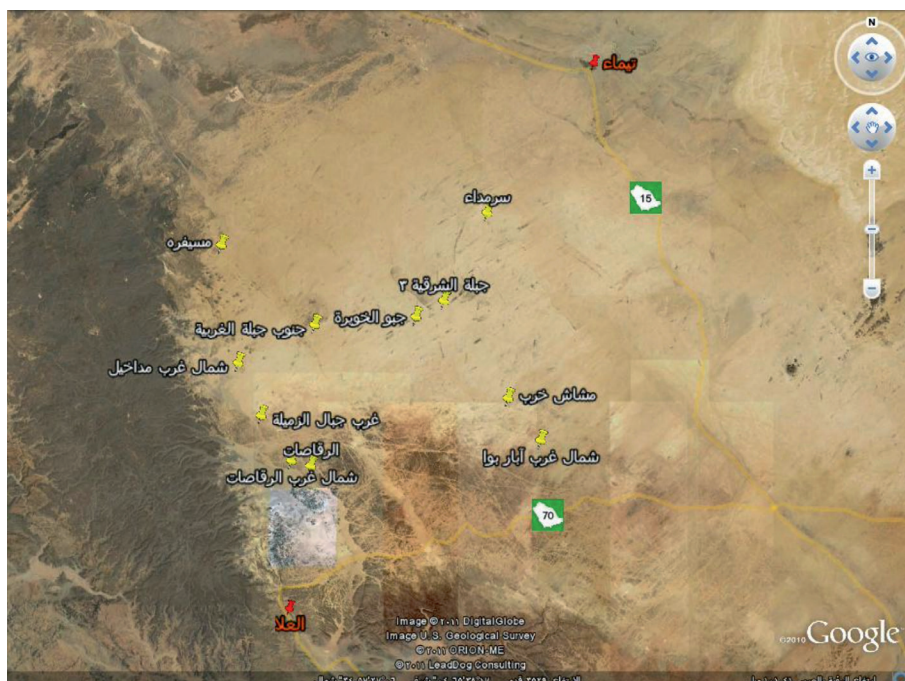 N
تيماء
15
سرمداء
مسيفره
جبلة الشرقية ٣
جبو الخويرة
جنوب جبلة الغربية
شمال غرب مداخيل
مشاش خرب
غرب جبال الزميلة
الرقاصات
شمال غرب آبار بوا
شمال غرب الرقاصات
70
العلا
Image © ٢٠١١ DigitalGlobe
Image U.S. Geological Survey
© ٢٠١١ ORION-ME
© ٢٠١١ LeadDog Consulting
©2010 Google